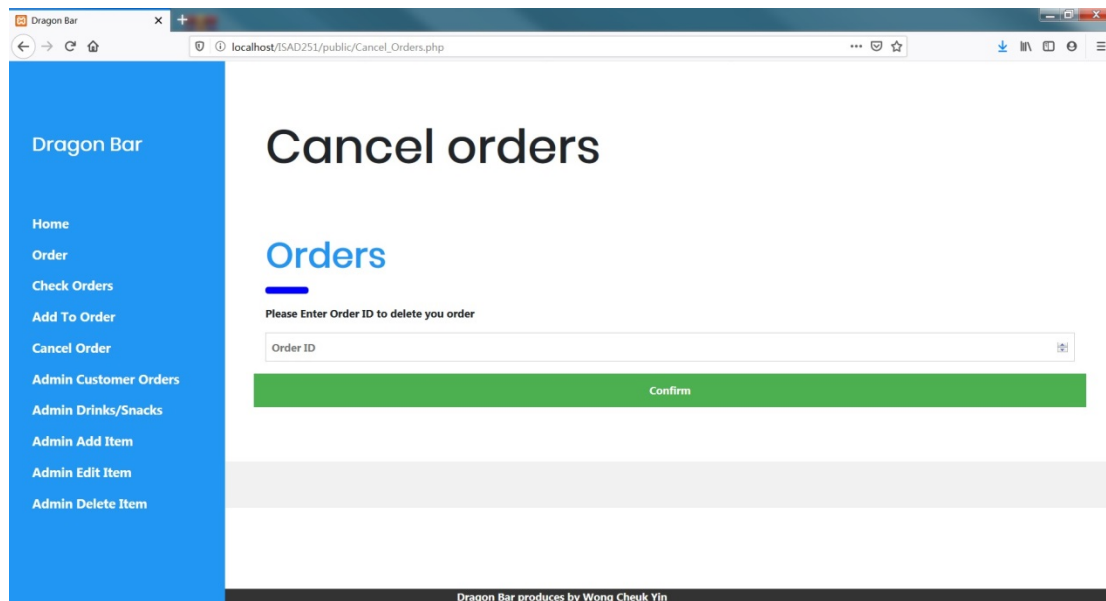 Dragon Bar
localhost/ISAD251/public/Cancel_Orders.php
Dragon Bar
Home
Order
Check Orders
Add To Order
Cancel Order
Admin Customer Orders
Admin Drinks/Snacks
Admin Add Item
Admin Edit Item
Admin Delete Item
Cancel orders
Orders
Please Enter Order ID to delete you order
Order ID
Confirm
Dragon Bar produces by Wong Cheuk Yin